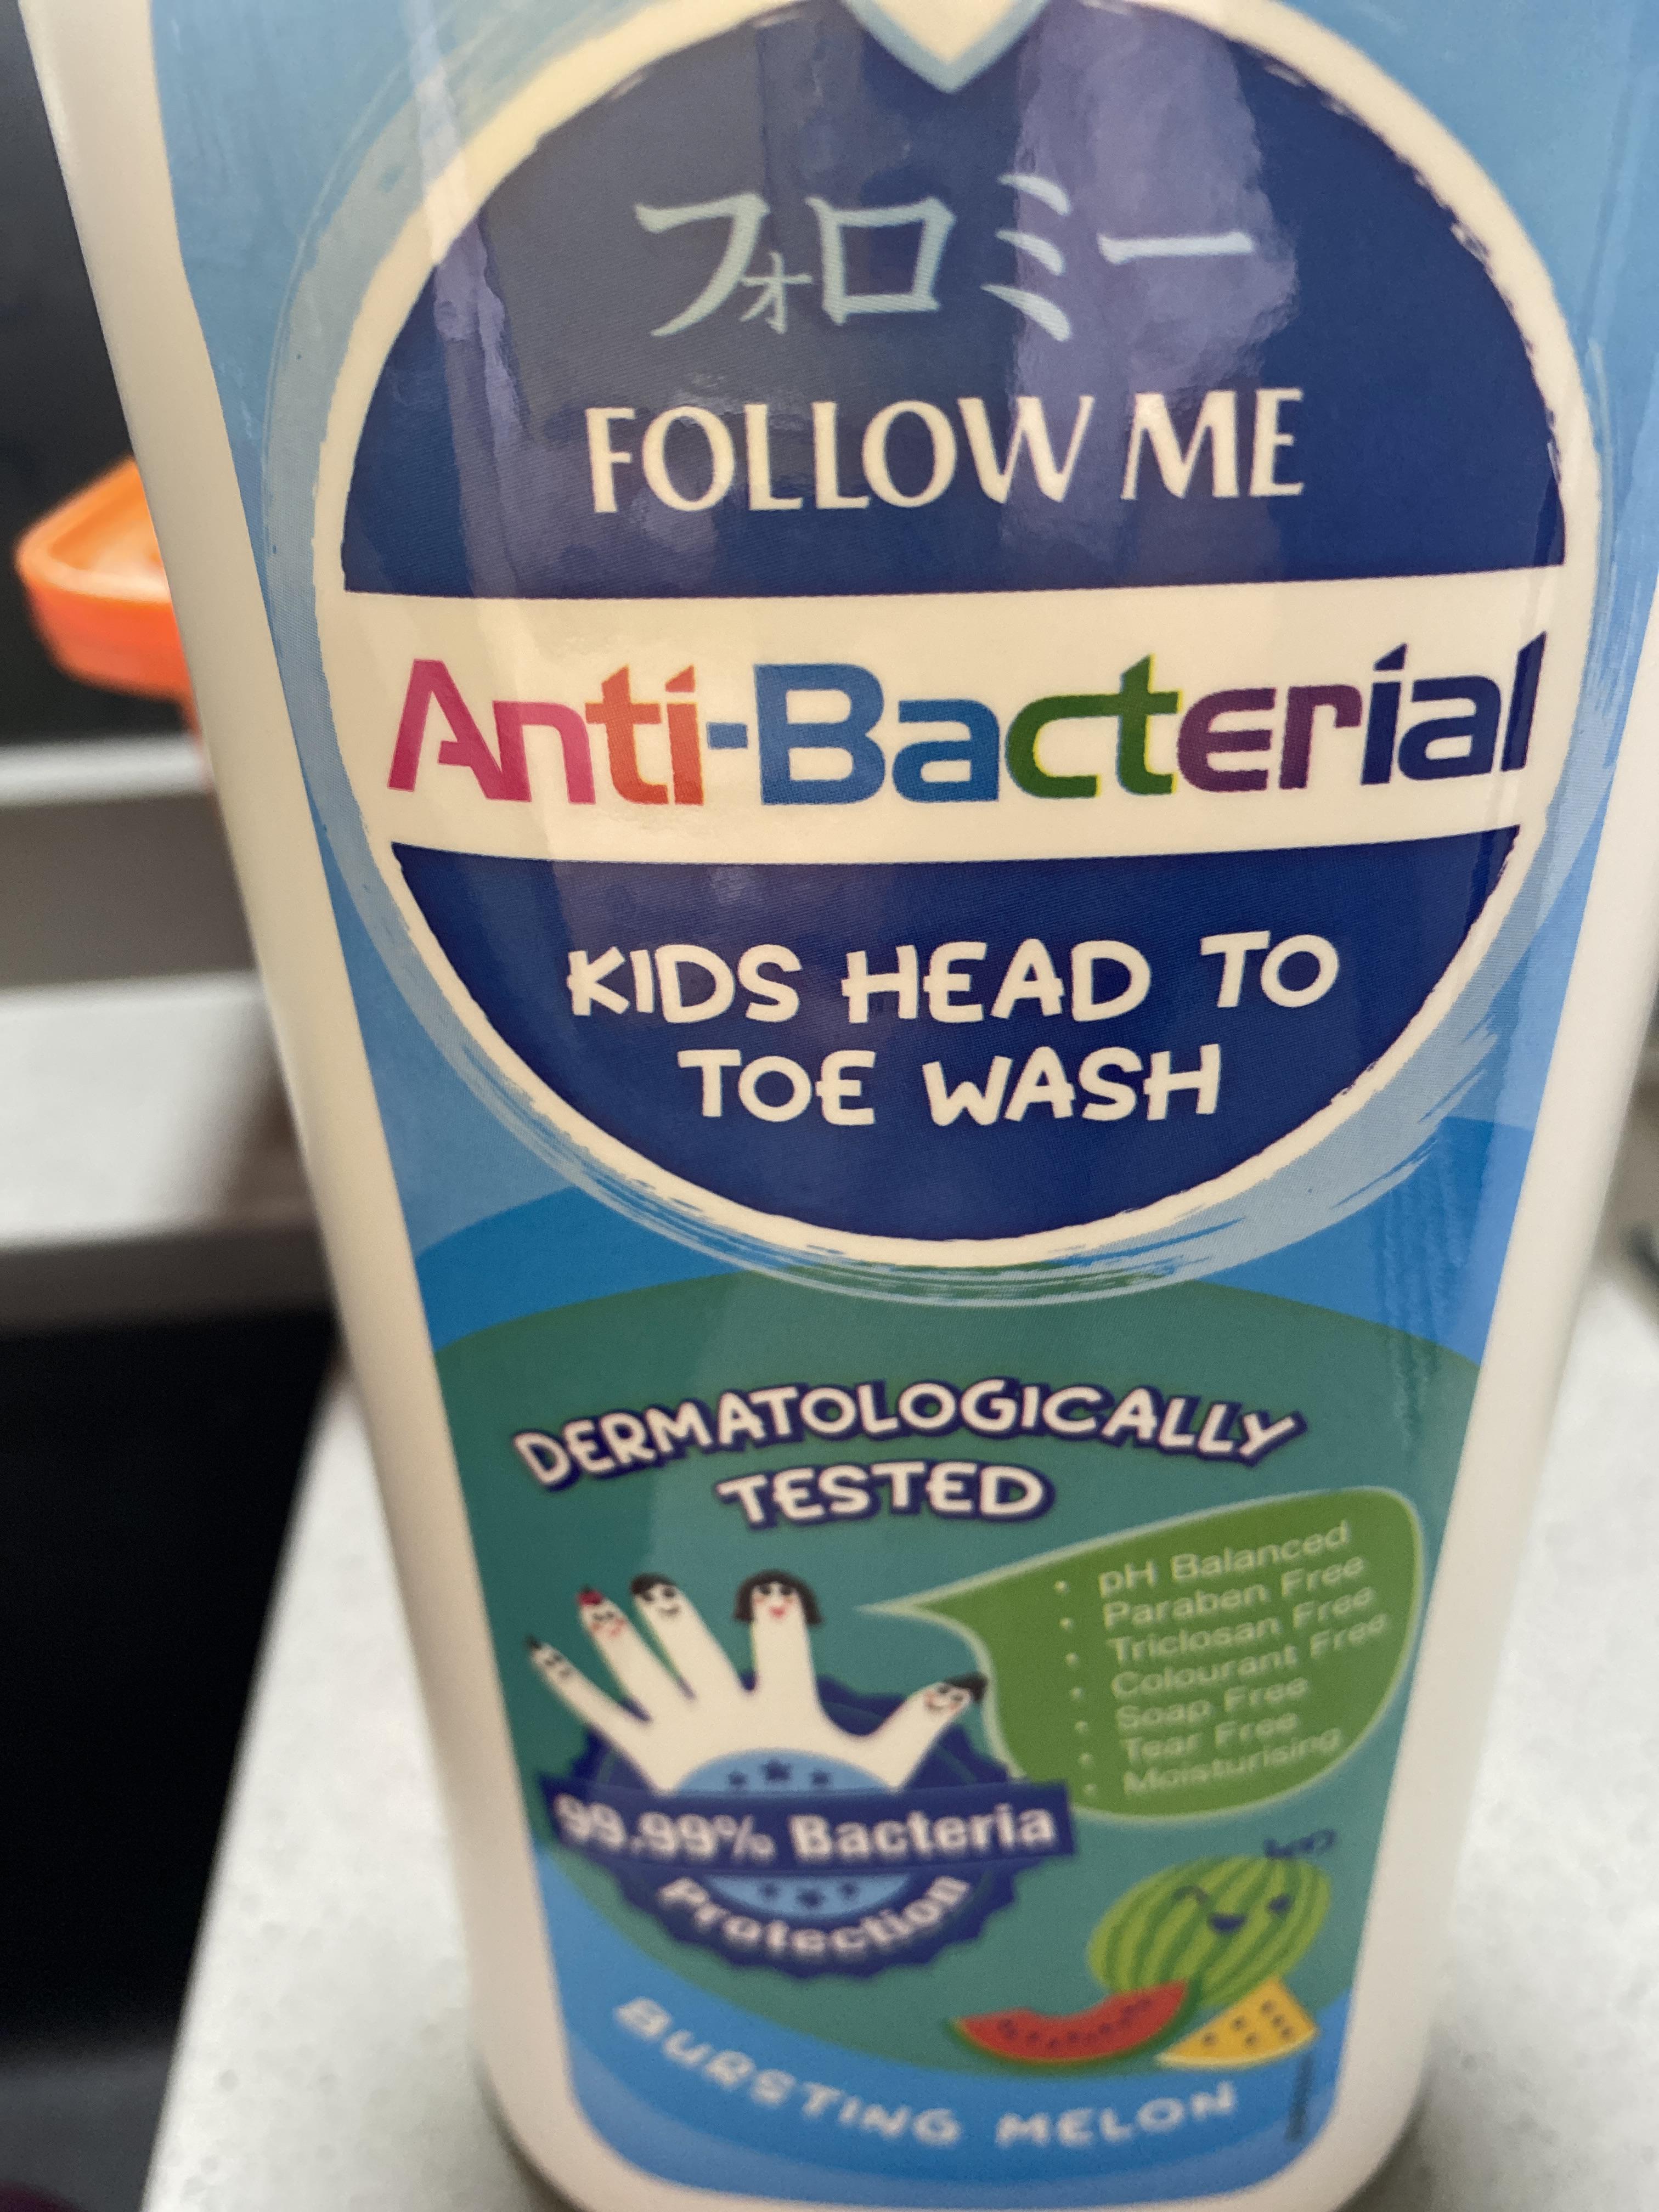 フォロミー
FOLLOW ME
Anti-Bacterial
KIDS HEAD TO
TOE WASH
DERMATOLOGICALLY
TESTED
• pH Balanced
• Paraben Free
• Triclosan Free
• Colourant Free
• Soap Free
• Tear Free
• Moisturising
99.99% Bacteria
Protection
BURSTING MELON